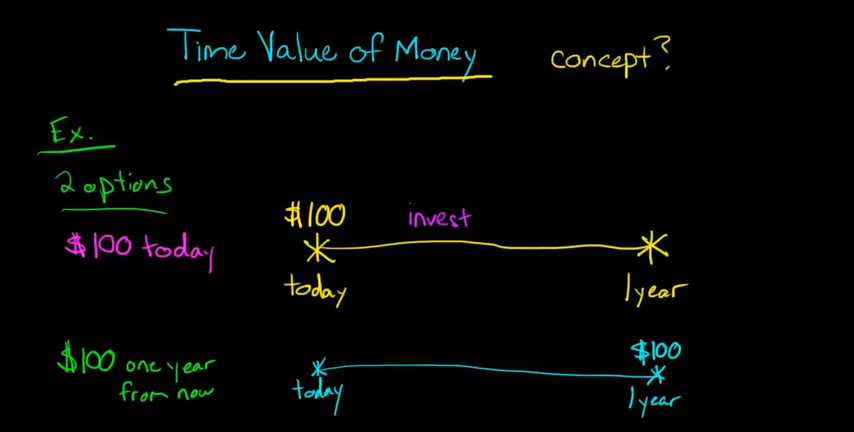 Time Value of Money
concept?
Ex.
2 options
$100 today
$100
invest
today
1 year
$100 one year
from now
$100
today
1 year